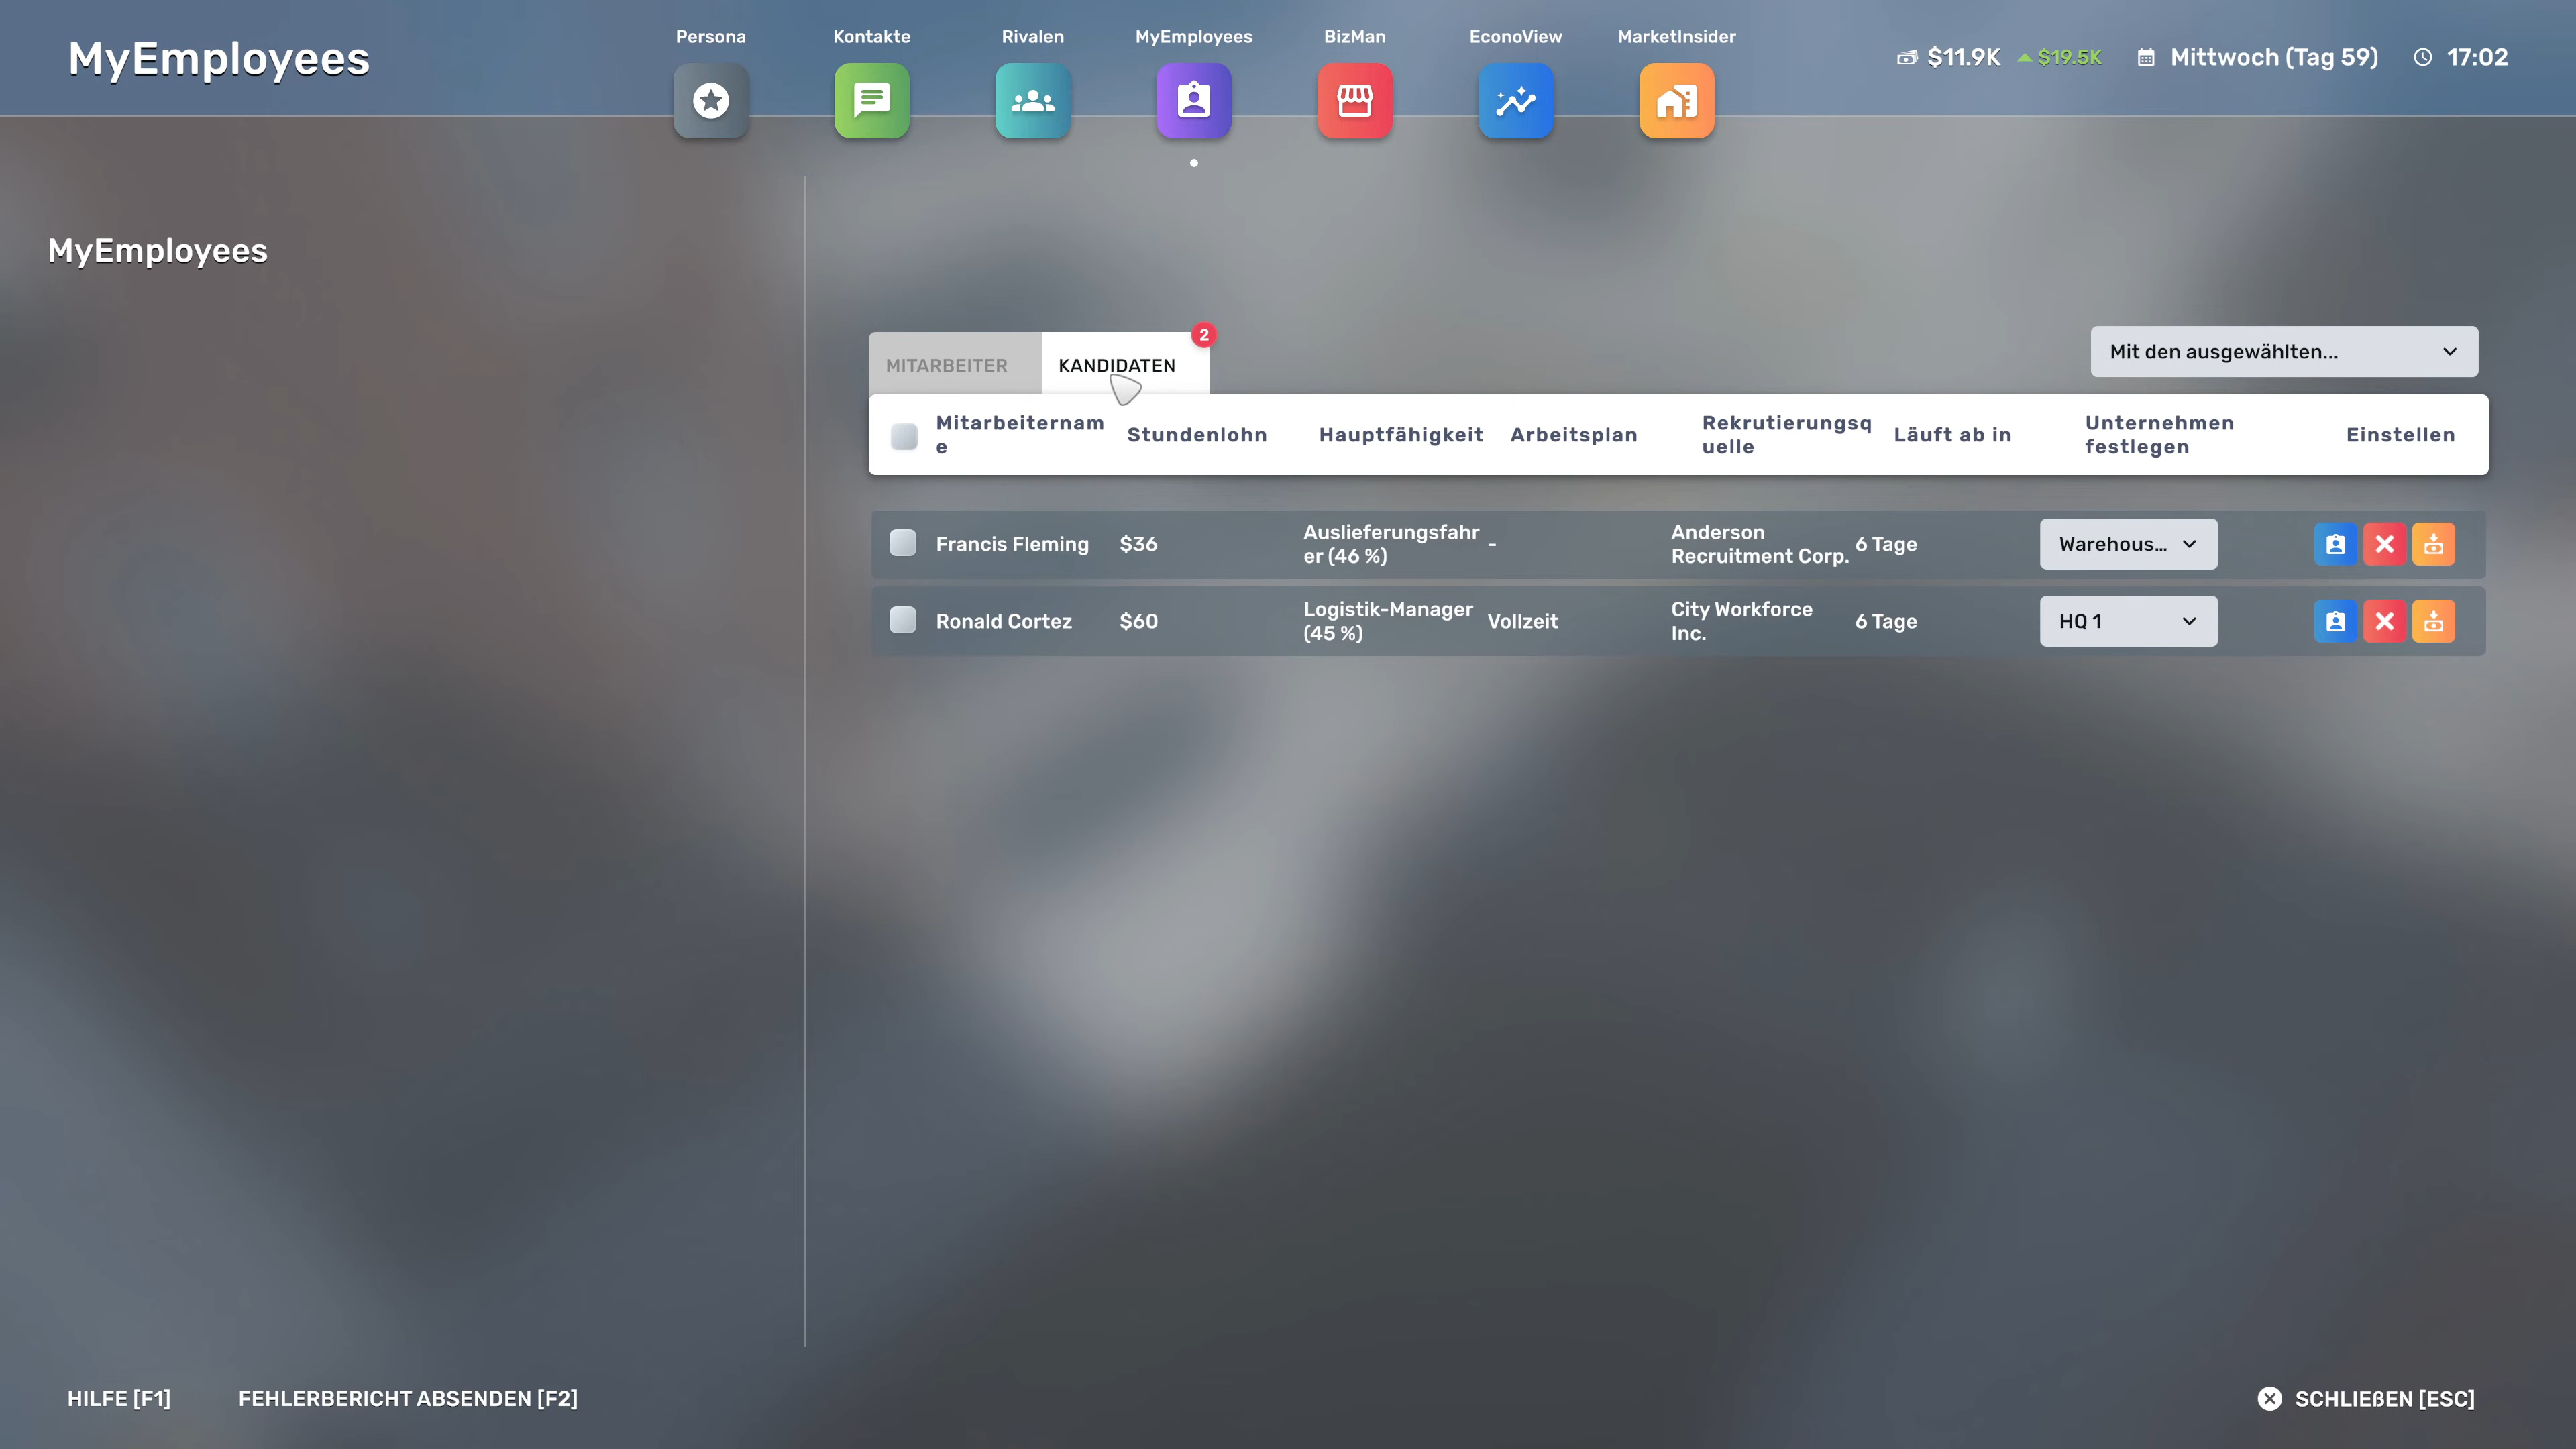 MyEmployees
Persona
Kontakte
Rivalen
MyEmployees
BizMan
EconoView
MarketInsider
$11.9K
$19.5K
Mittwoch (Tag 59)
17:02
MyEmployees
MITARBEITER
KANDIDATEN
2
Mit den ausgewählten...
Mitarbeiternam
e
Stundenlohn
Hauptfähigkeit
Arbeitsplan
Rekrutierungsq
uelle
Läuft ab in
Unternehmen
festlegen
Einstellen
Francis Fleming
$36
Auslieferungsfahr
er (46 %)
-
Anderson
Recruitment Corp.
6 Tage
Warehous...
Ronald Cortez
$60
Logistik-Manager
(45 %)
Vollzeit
City Workforce
Inc.
6 Tage
HQ 1
HILFE [F1]
FEHLERBERICHT ABSENDEN [F2]
SCHLIEßEN [ESC]